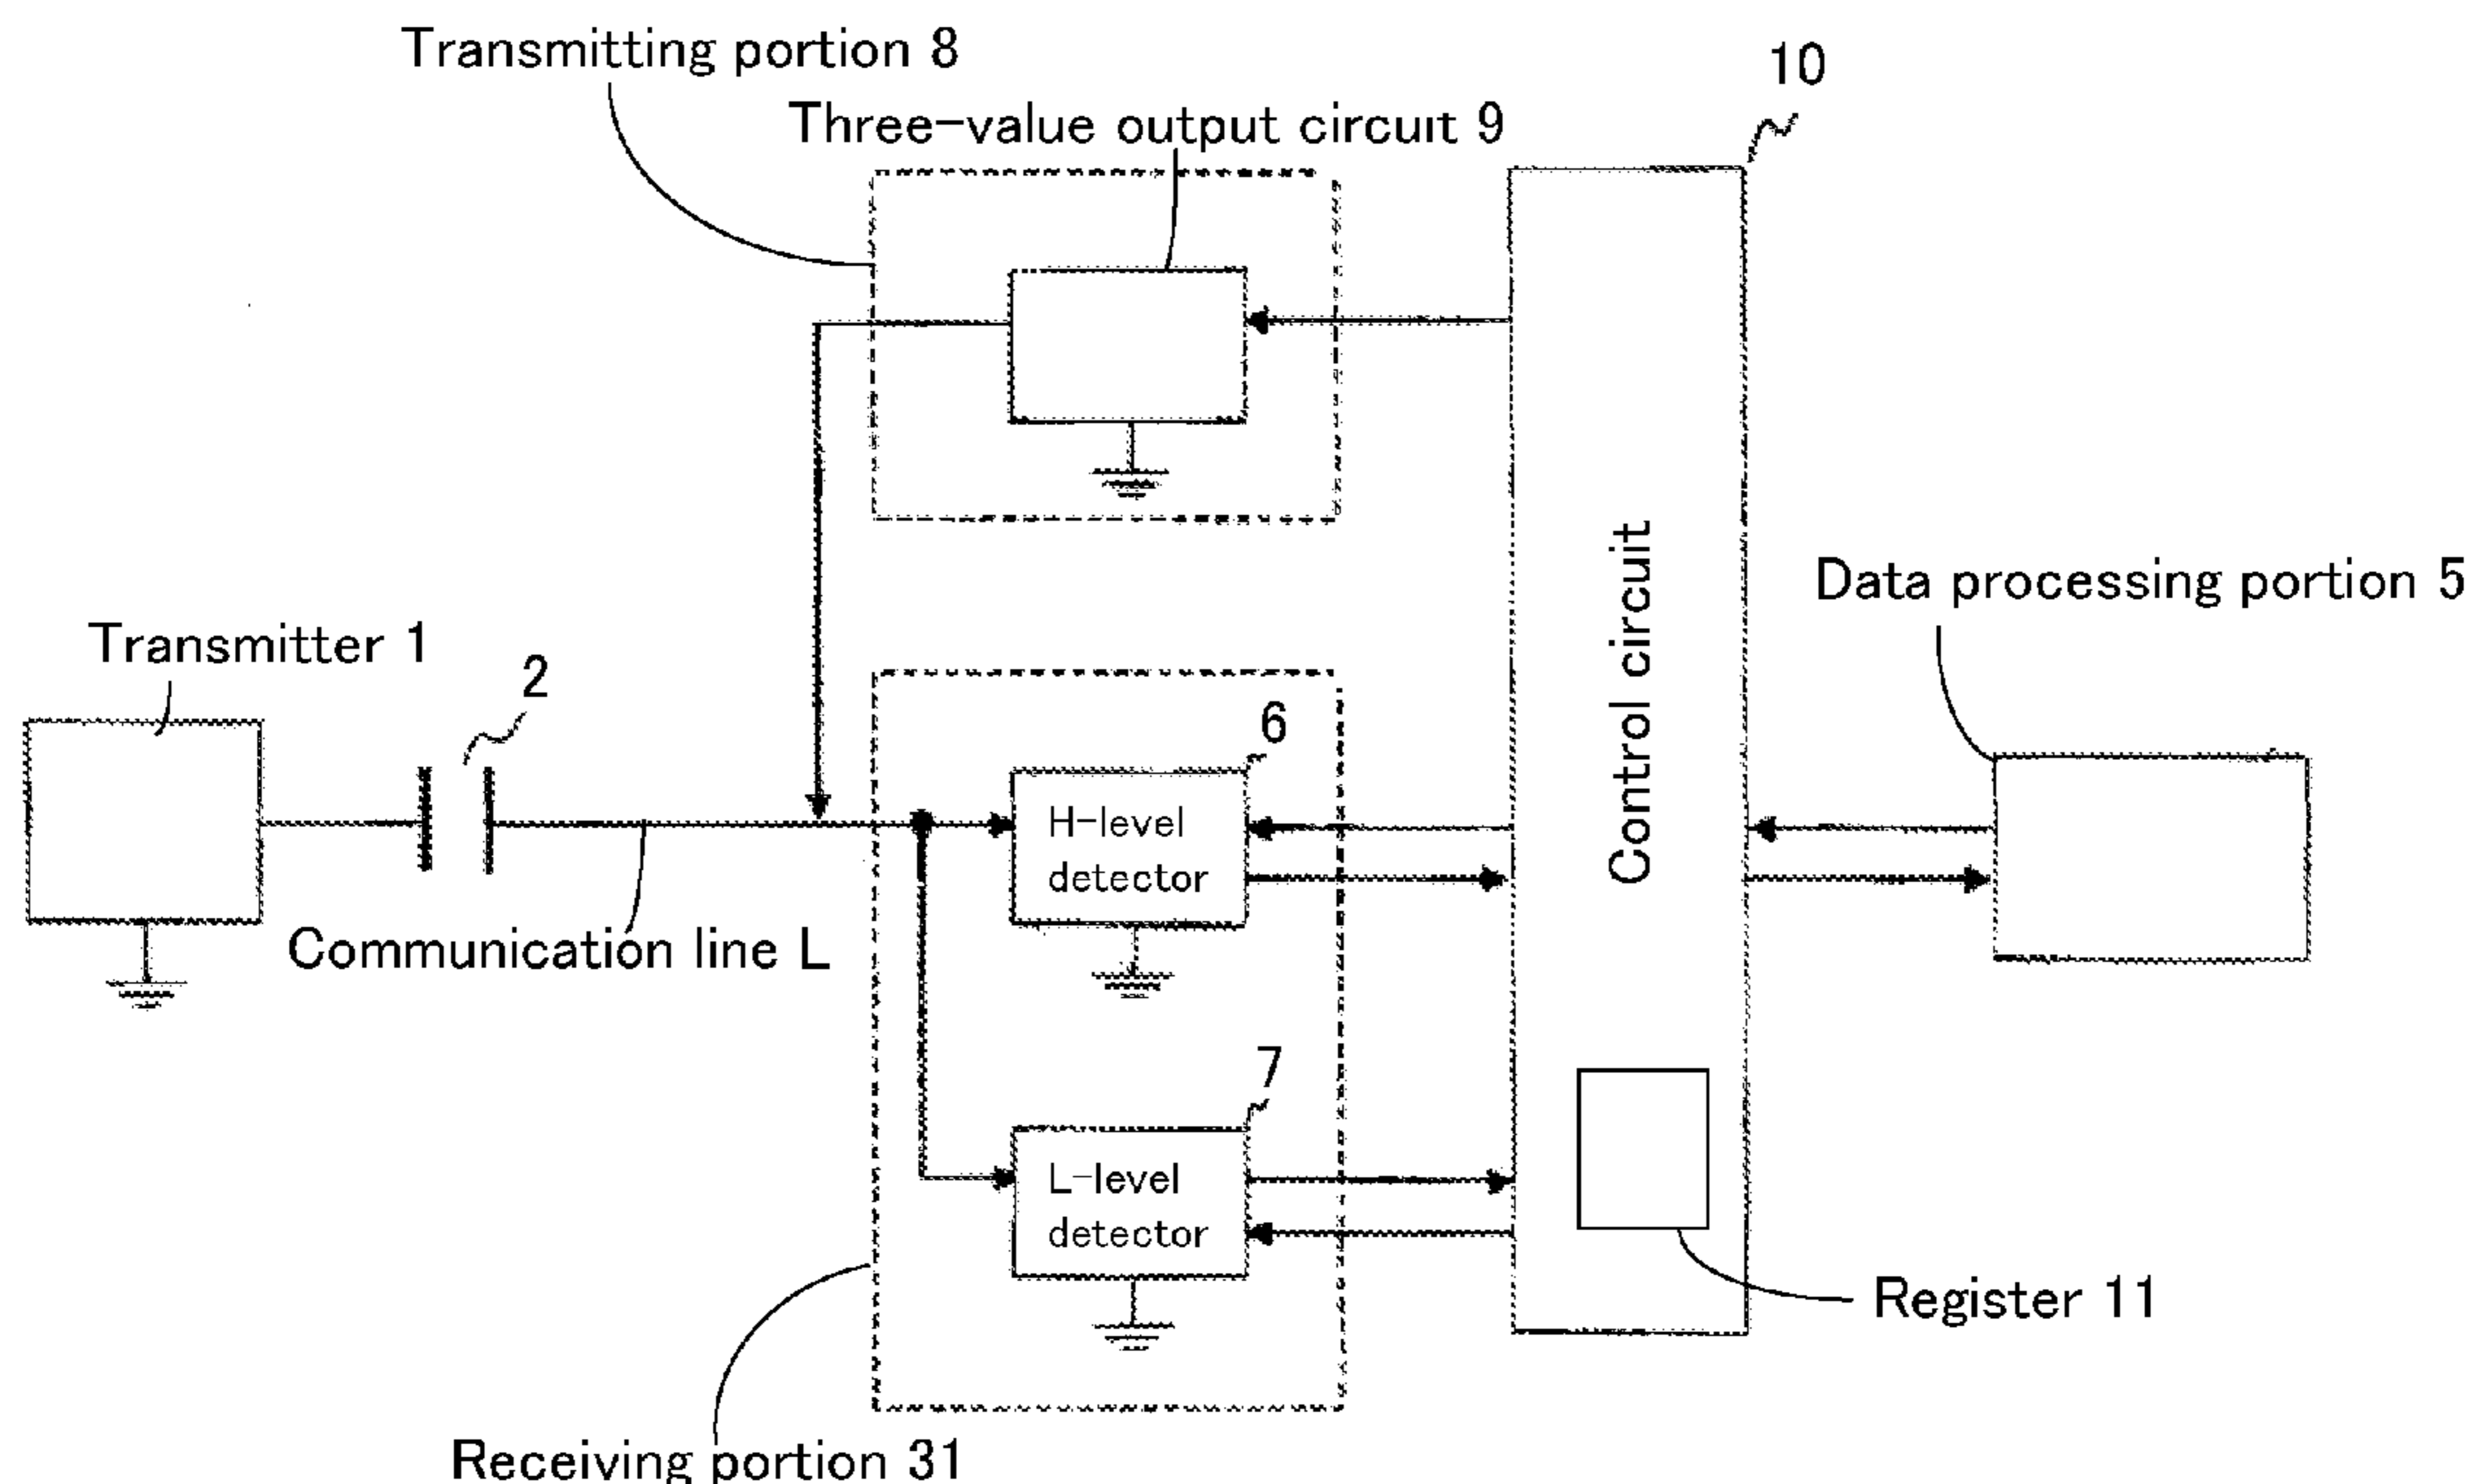 Transmitting portion 8
10
Three-value output circuit 9
Control circuit
Data processing portion 5
Transmitter 1
2
6
H-level
detector
Communication line L
7
L-level
detector
Register 11
Receiving portion 31